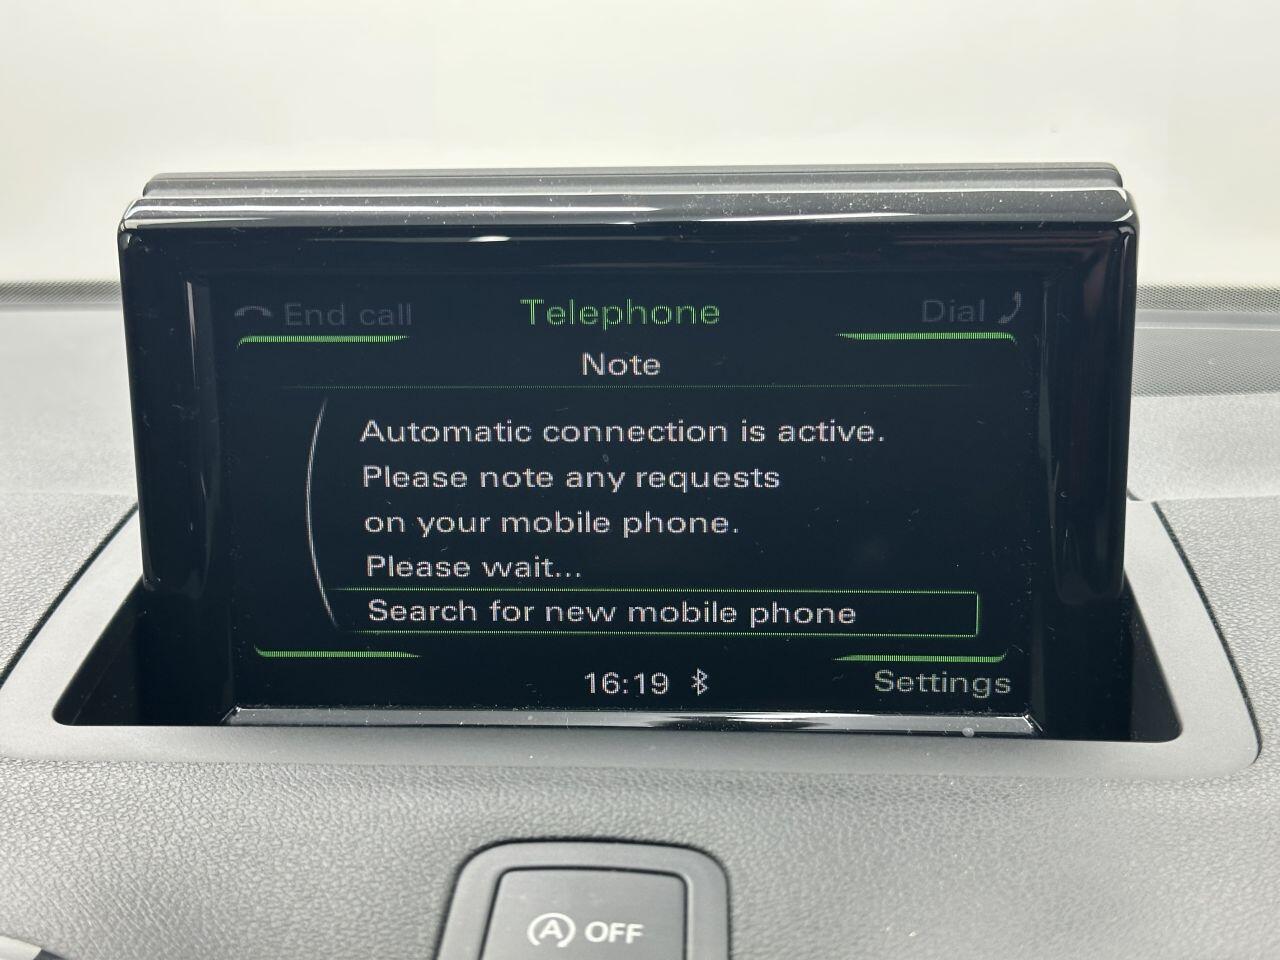 End call
Telephone
Dial
Note
Automatic connection is active.
Please note any requests
on your mobile phone.
Please wait...
Search for new mobile phone
16:19
Settings
A OFF